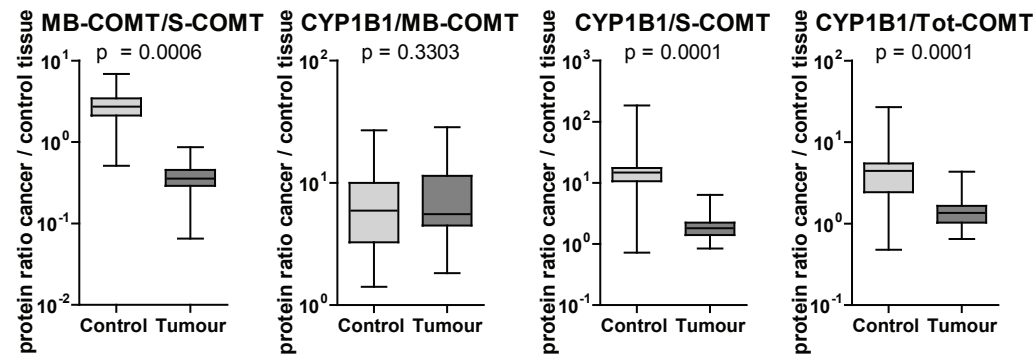 MB-COMT/S-COMT
p = 0.0006
protein ratio cancer / control tissue
10^1
10^0
10^-1
10^-2
Control Tumour
CYP1B1/MB-COMT
p = 0.3303
protein ratio cancer / control tissue
10^2
10^1
10^0
Control Tumour
CYP1B1/S-COMT
p = 0.0001
protein ratio cancer / control tissue
10^3
10^2
10^1
10^0
10^-1
Control Tumour
CYP1B1/Tot-COMT
p = 0.0001
protein ratio cancer / control tissue
10^2
10^1
10^0
10^-1
Control Tumour